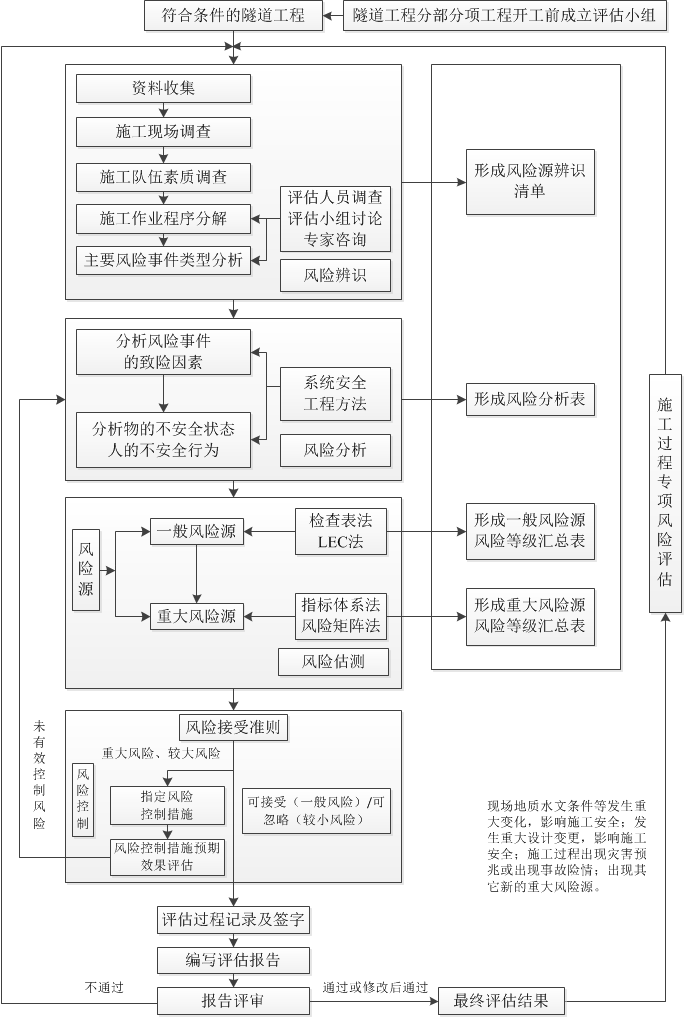 符合条件的隧道工程
隧道工程分部分项工程开工前成立评估小组
资料收集
施工现场调查
施工队伍素质调查
施工作业程序分解
主要风险事件类型分析
评估人员调查
评估小组讨论
专家咨询
风险辨识
形成风险源辨识
清单
分析风险事件
的致险因素
分析物的不安全状态
人的不安全行为
系统安全
工程方法
风险分析
形成风险分析表
风险源
一般风险源
重大风险源
检查表法
LEC法
指标体系法
风险矩阵法
风险估测
形成一般风险源
风险等级汇总表
形成重大风险源
风险等级汇总表
施工过程专项风险评估
未有效控制风险
风险接受准则
重大风险、较大风险
风险控制
指定风险
控制措施
风险控制措施预期
效果评估
可接受（一般风险）/可
忽略（较小风险）
现场地质水文条件等发生重
大变化，影响施工安全；发
生重大设计变更，影响施工
安全；施工过程出现灾害预
兆或出现事故险情；出现其
它新的重大风险源。
评估过程记录及签字
编写评估报告
不通过
报告评审
通过或修改后通过
最终评估结果